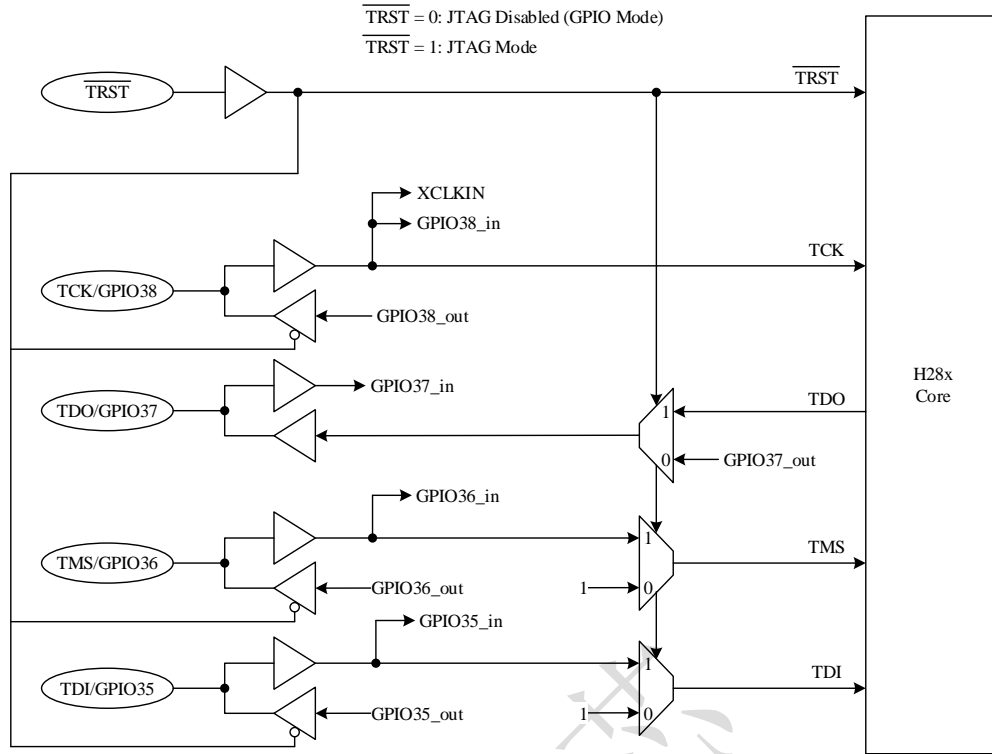 TRST = 0: JTAG Disabled (GPIO Mode)
TRST = 1: JTAG Mode
TRST
TRST
XCLKIN
GPIO38_in
TCK
TCK/GPIO38
GPIO38_out
GPIO37_in
TDO/GPIO37
1
TDO
0
GPIO37_out
H28x
Core
GPIO36_in
1
TMS/GPIO36
TMS
GPIO36_out
1
0
GPIO35_in
1
TDI/GPIO35
TDI
GPIO35_out
1
0